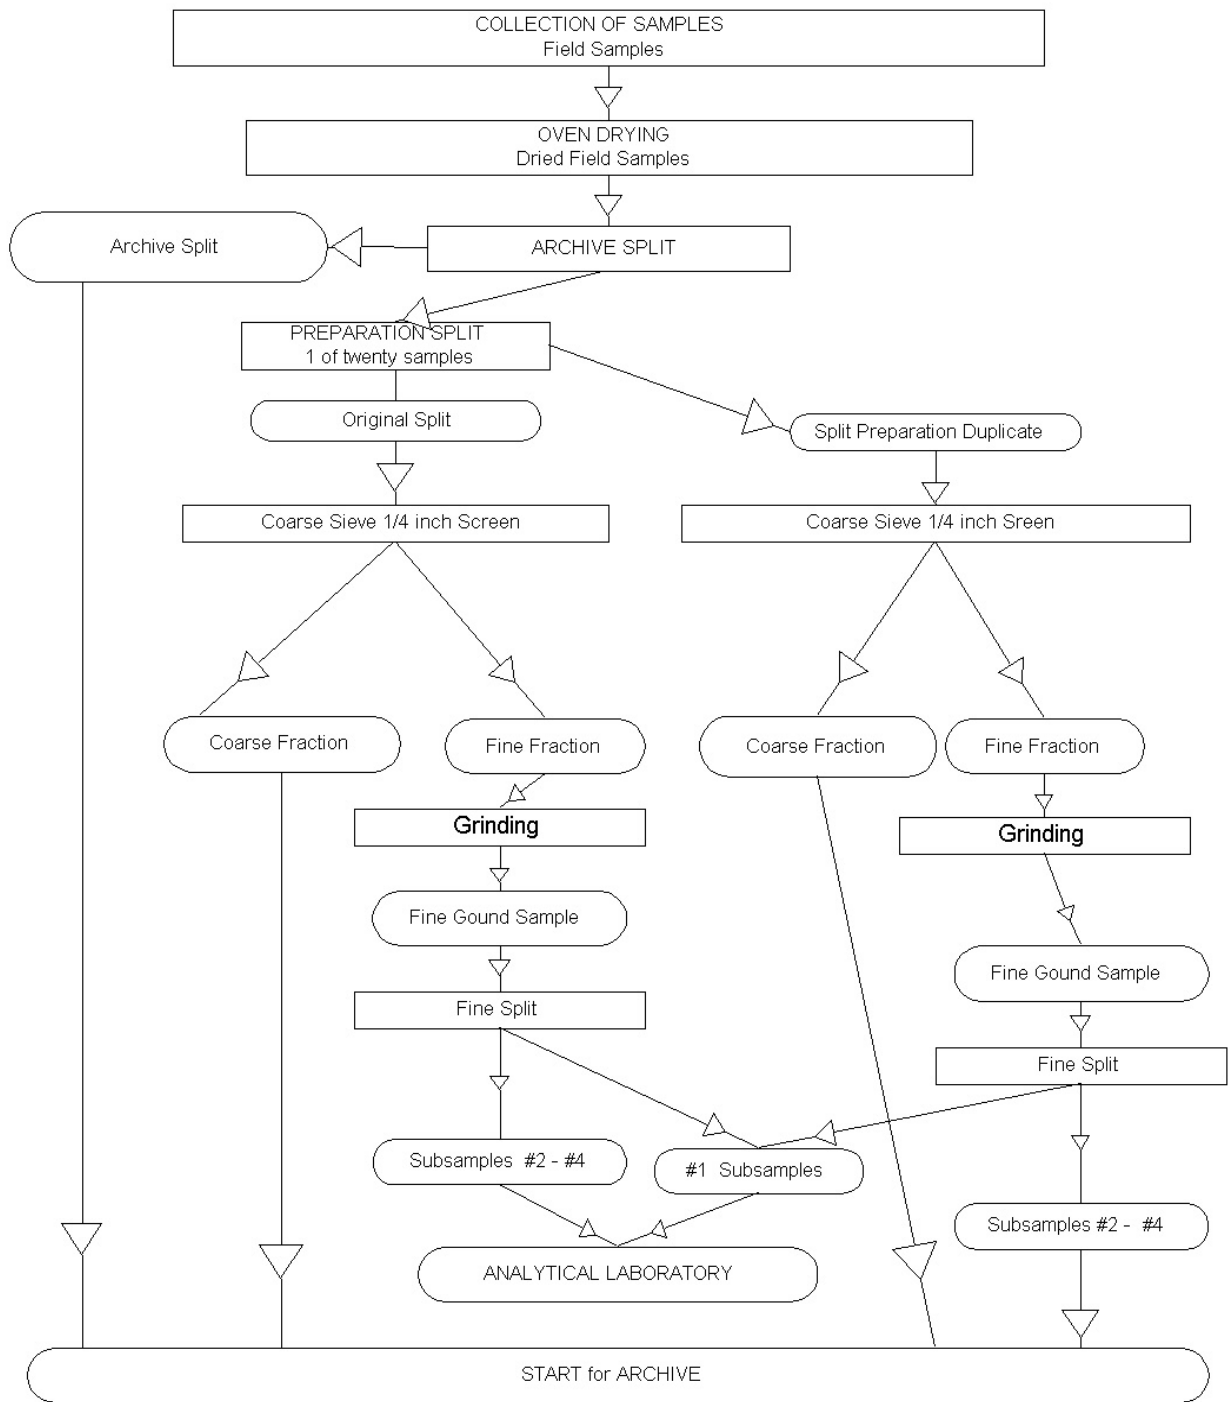 COLLECTION OF SAMPLES
Field Samples
OVEN DRYING
Dried Field Samples
Archive Split
ARCHIVE SPLIT
PREPARATION SPLIT
1 of twenty samples
Original Split
Split Preparation Duplicate
Coarse Sieve 1/4 inch Screen
Coarse Sieve 1/4 inch Sreen
Coarse Fraction
Fine Fraction
Coarse Fraction
Fine Fraction
Grinding
Grinding
Fine Gound Sample
Fine Gound Sample
Fine Split
Fine Split
Subsamples #2 - #4
#1 Subsamples
Subsamples #2 - #4
ANALYTICAL LABORATORY
START for ARCHIVE